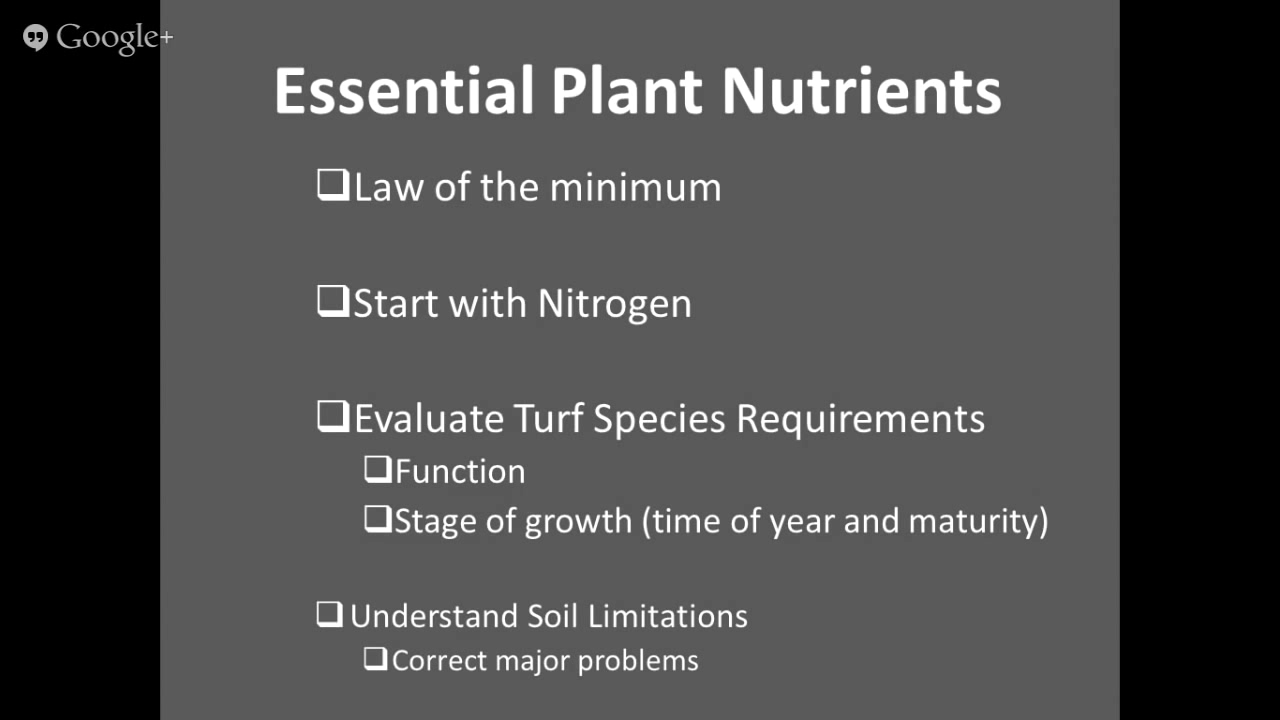 Google+
Essential Plant Nutrients
Law of the minimum
Start with Nitrogen
Evaluate Turf Species Requirements
Function
Stage of growth (time of year and maturity)
Understand Soil Limitations
Correct major problems